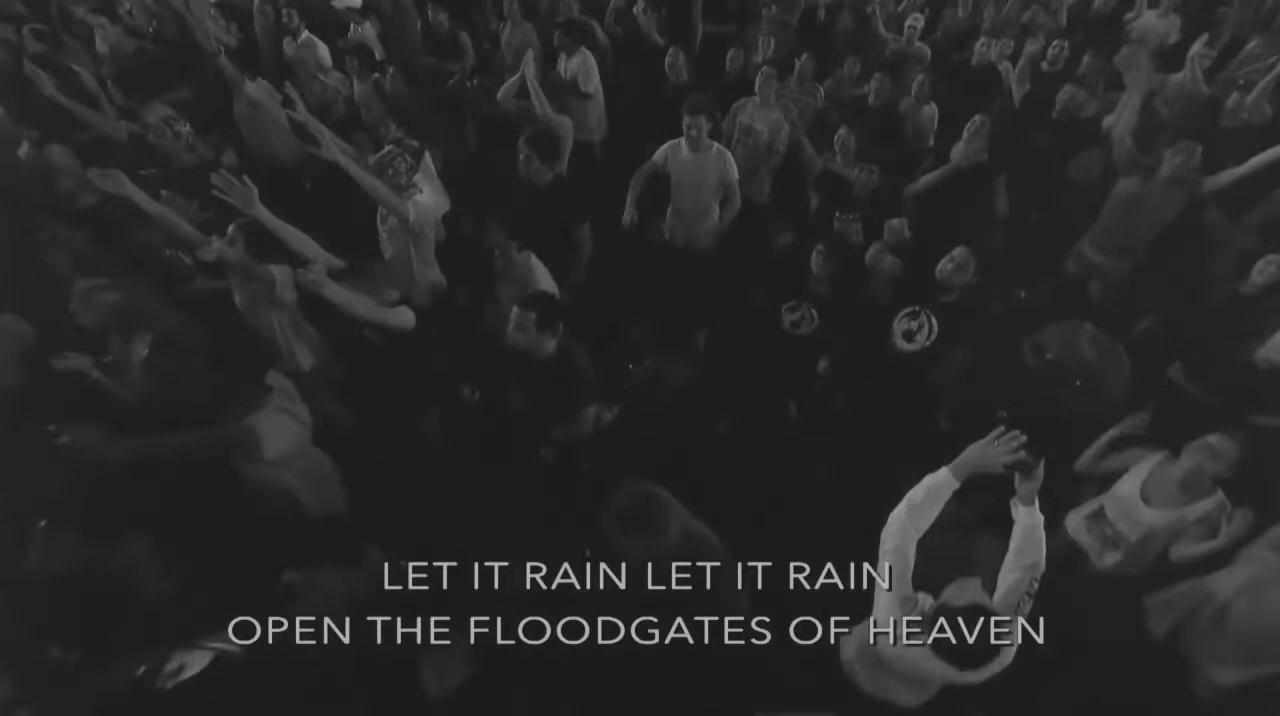 LET IT RAIN LET IT RAIN
OPEN THE FLOODGATES OF HEAVEN